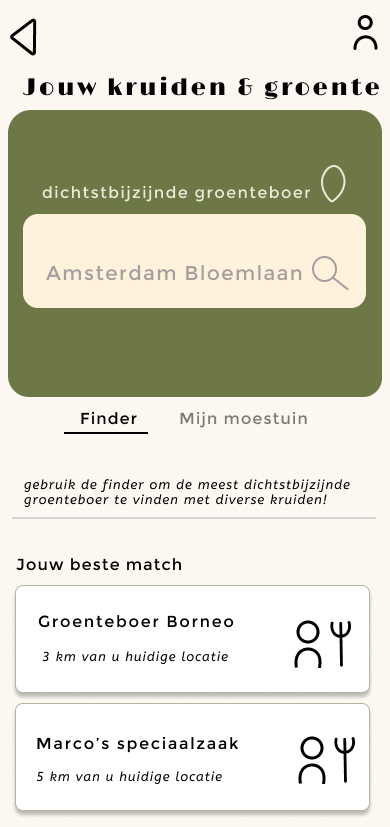 Jouw kruiden & groente
dichtstbijzijnde groenteboer
Amsterdam Bloemlaan
Finder Mijn moestuin
gebruik de finder om de meest dichtstbijzijnde
groenteboer te vinden met diverse kruiden!
Jouw beste match
Groenteboer Borneo
3 km van u huidige locatie
Marco's speciaalzaak
5 km van u huidige locatie